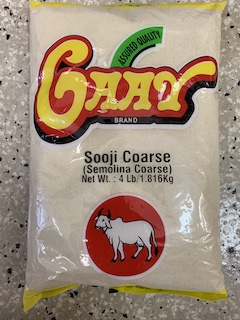 ASSURED QUALITY
GAAY
BRAND
Sooji Coarse
(Semolina Coarse)
Net Wt. : 4 Lb/1.816Kg